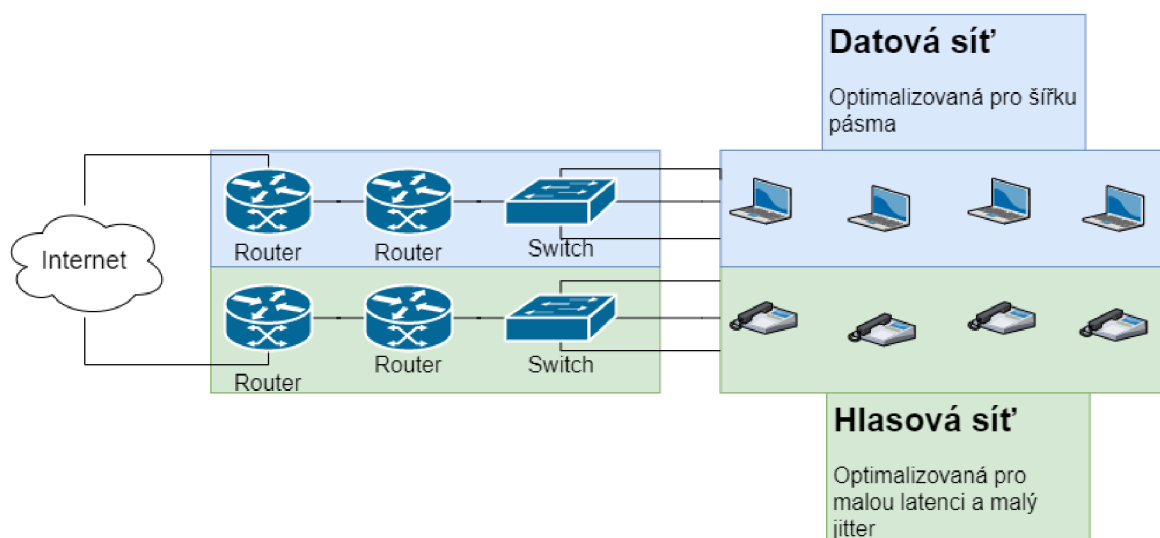 Datová síť
Optimalizovaná pro šířku
pásma
Router
Router
Switch
Internet
Router
Router
Switch
Hlasová síť
Optimalizovaná pro
malou latenci a malý
jitter